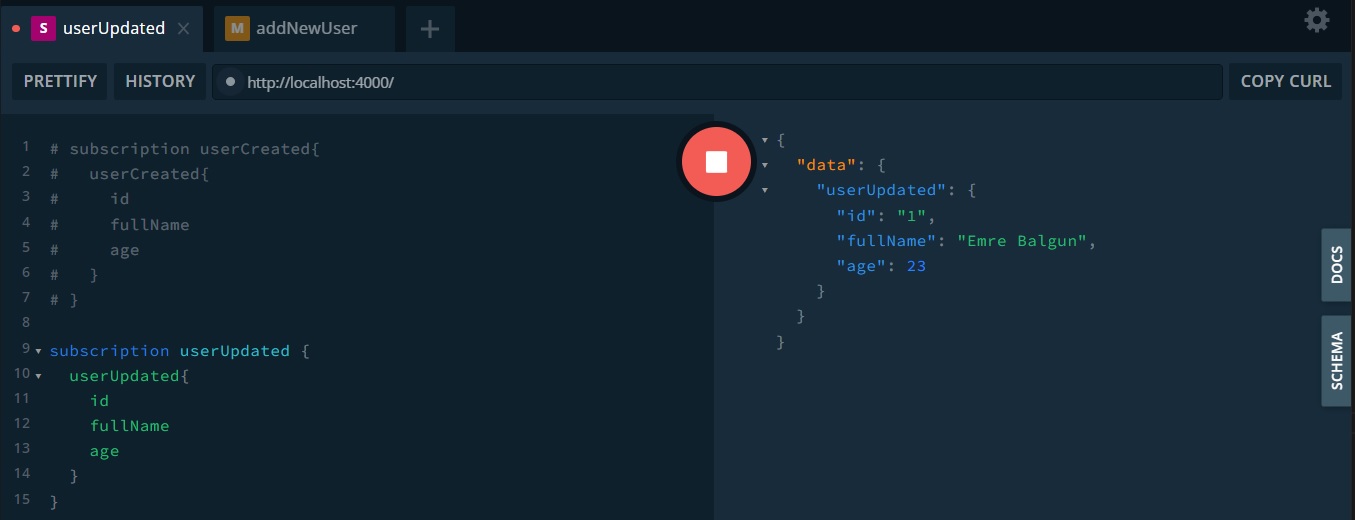 S userUpdated
M addNewUser
PRETTIFY HISTORY http://localhost:4000/ COPY CURL
1 # subscription userCreated{
2 #   userCreated{
3 #     id
4 #     fullName
5 #     age
6 #   }
7 # }
8
9 subscription userUpdated {
10   userUpdated{
11     id
12     fullName
13     age
14   }
15 }
{
  "data": {
    "userUpdated": {
      "id": "1",
      "fullName": "Emre Balgun",
      "age": 23
    }
  }
}
DOCS
SCHEMA